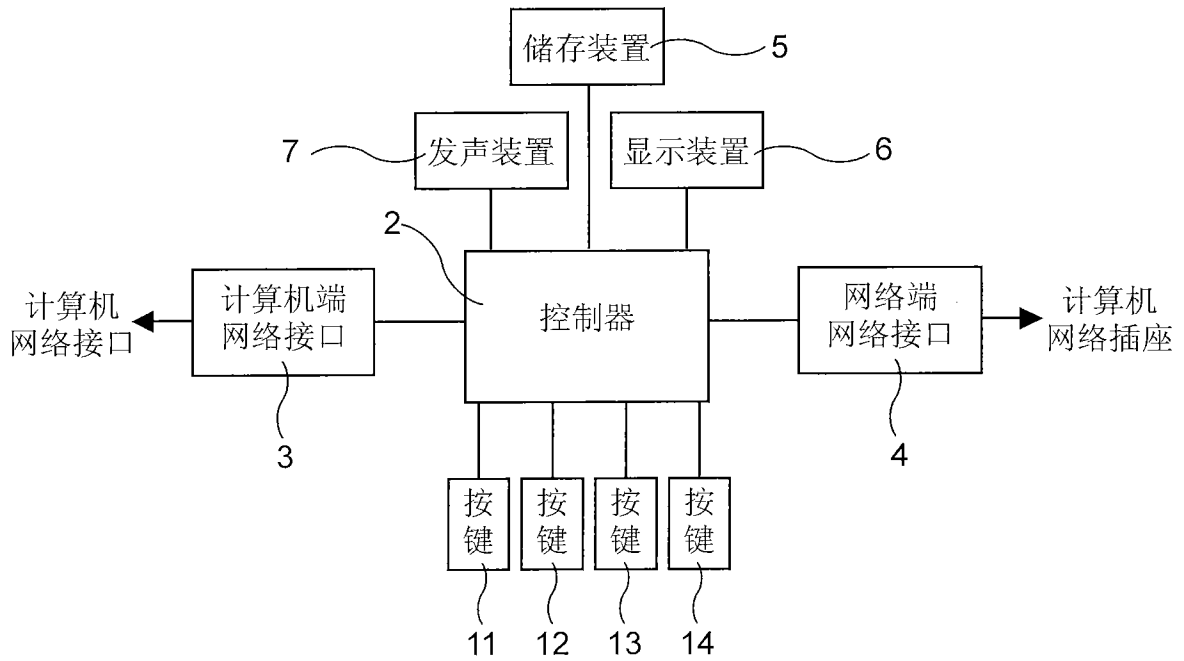 储存装置
5
7
发声装置
显示装置
6
2
计算机
网络接口
计算机端
网络接口
控制器
网络端
网络接口
计算机
网络插座
3
4
按
键
按
键
按
键
按
键
11
12
13
14